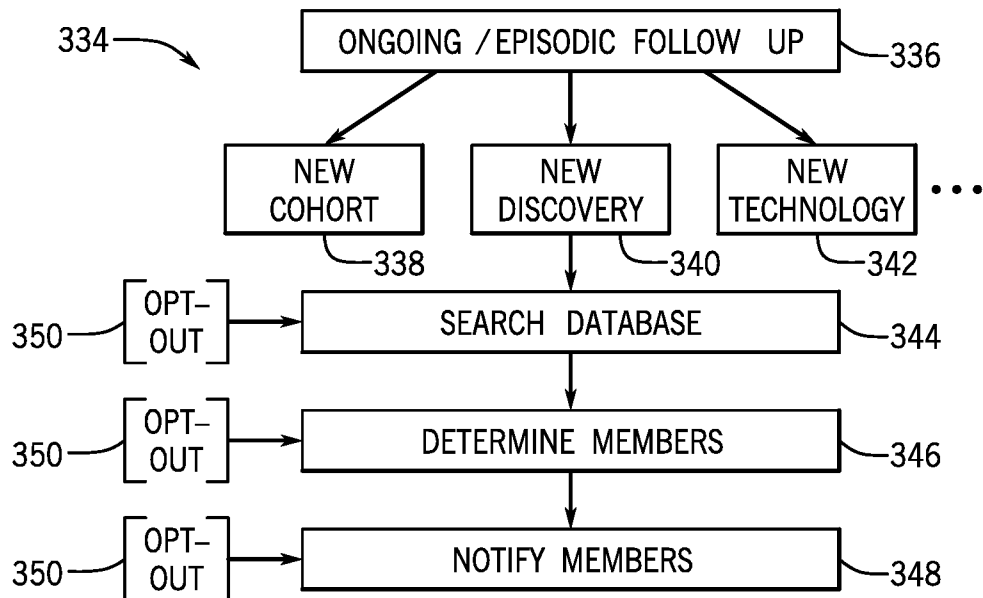 334
ONGOING / EPISODIC FOLLOW UP
336
NEW
COHORT
338
NEW
DISCOVERY
340
NEW
TECHNOLOGY
342
...
350
OPT-
OUT
SEARCH DATABASE
344
350
OPT-
OUT
DETERMINE MEMBERS
346
350
OPT-
OUT
NOTIFY MEMBERS
348